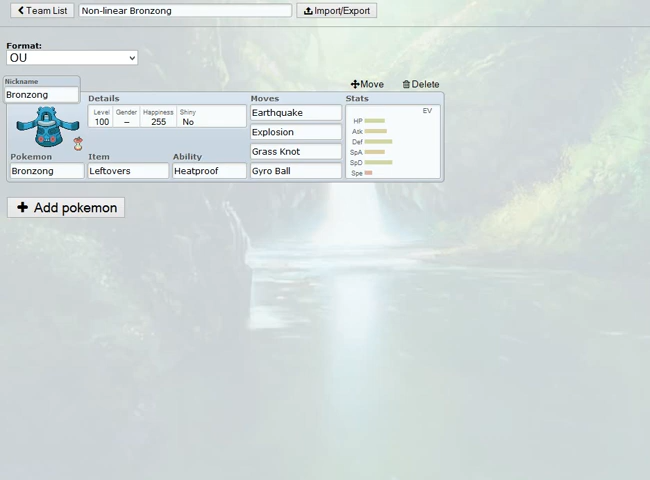 Team List
Non-linear Bronzong
Import/Export
Format:
OU
Move
Delete
Nickname
Bronzong
Details
Level Gender Happiness Shiny
100 – 255 No
Pokemon
Bronzong
Item
Leftovers
Ability
Heatproof
Moves
Earthquake
Explosion
Grass Knot
Gyro Ball
Stats
EV
HP
Atk
Def
SpA
SpD
Spe
Add pokemon